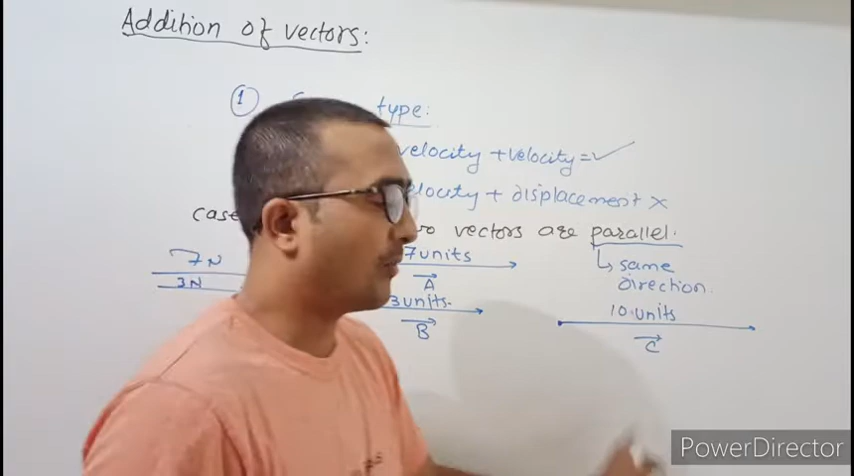 Addition of vectors:
1 type:
velocity + velocity = ✓
locity + displacement ×
case vectors are parallel.
↳ same
direction.
7N 7units
A
3N 3units.
B
10 units
C
PowerDirector